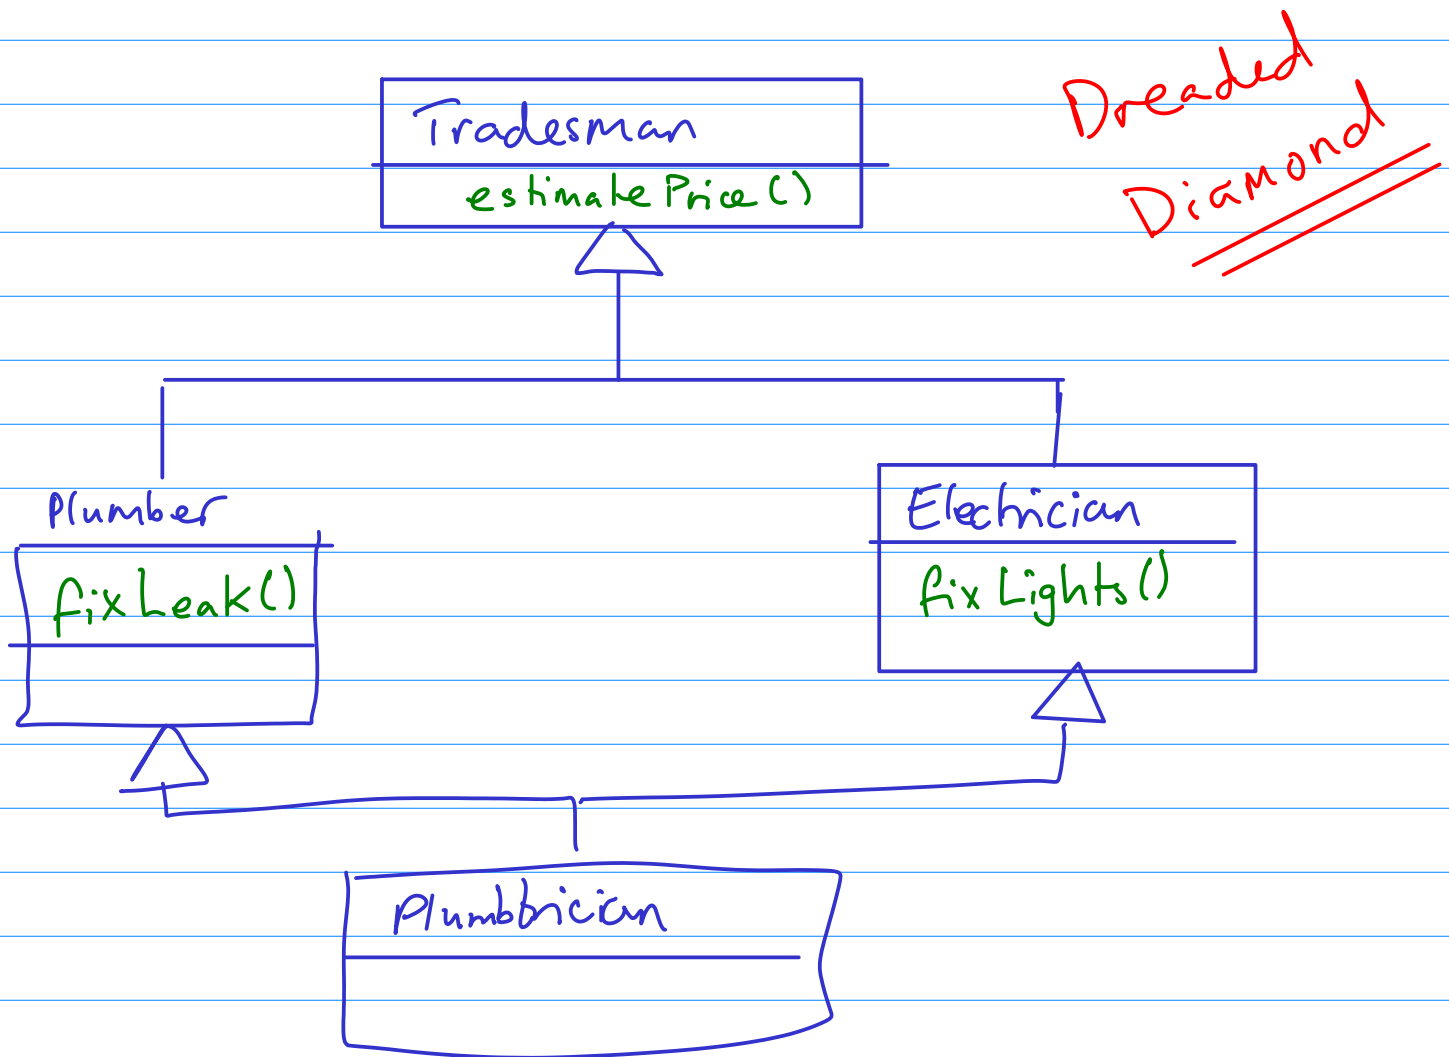 Dreaded
Diamond
Tradesman
estimatePrice()
Plumber
fixLeak()
Electrician
fixLights()
Plumbtrician